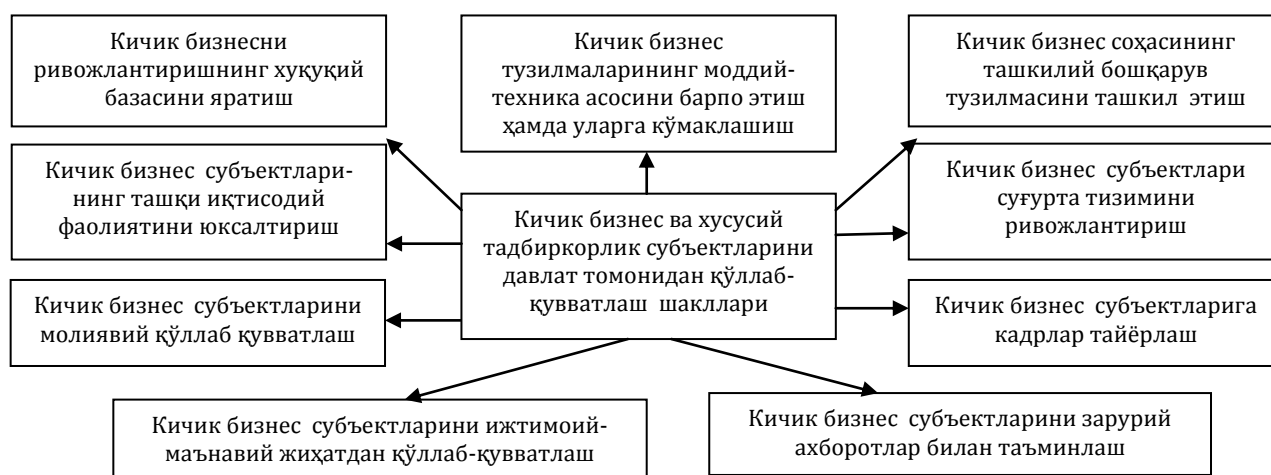 Кичик бизнесни
ривожлантиришнинг хуқуқий
базасини яратиш
Кичик бизнес
тузилмаларининг моддий-
техника асосини барпо этиш
ҳамда уларга кўмаклашиш
Кичик бизнес соҳасининг
ташкилий бошқарув
тузилмасини ташкил этиш
Кичик бизнес субъектлари-
нинг ташқи иқтисодий
фаолиятини юксалтириш
Кичик бизнес ва хусусий
тадбиркорлик субъектларини
давлат томонидан қўллаб-
қувватлаш шакллари
Кичик бизнес субъектлари
суғурта тизимини
ривожлантириш
Кичик бизнес субъектларини
молиявий қўллаб қувватлаш
Кичик бизнес субъектларига
кадрлар тайёрлаш
Кичик бизнес субъектларини ижтимоий-
маънавий жиҳатдан қўллаб-қувватлаш
Кичик бизнес субъектларини зарурий
ахборотлар билан таъминлаш